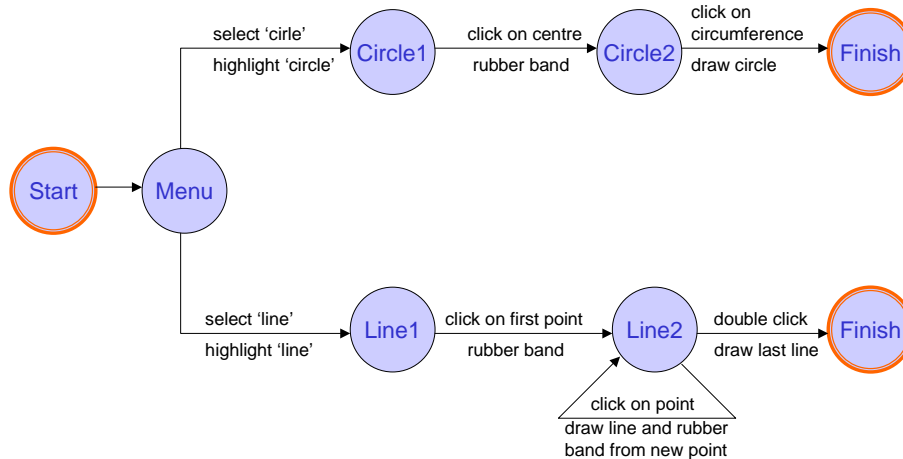 select ‘cirle’
highlight ‘circle’
Circle1
click on centre
rubber band
Circle2
click on
circumference
draw circle
Finish
Start
Menu
select ‘line’
highlight ‘line’
Line1
click on first point
rubber band
Line2
double click
draw last line
Finish
click on point
draw line and rubber
band from new point